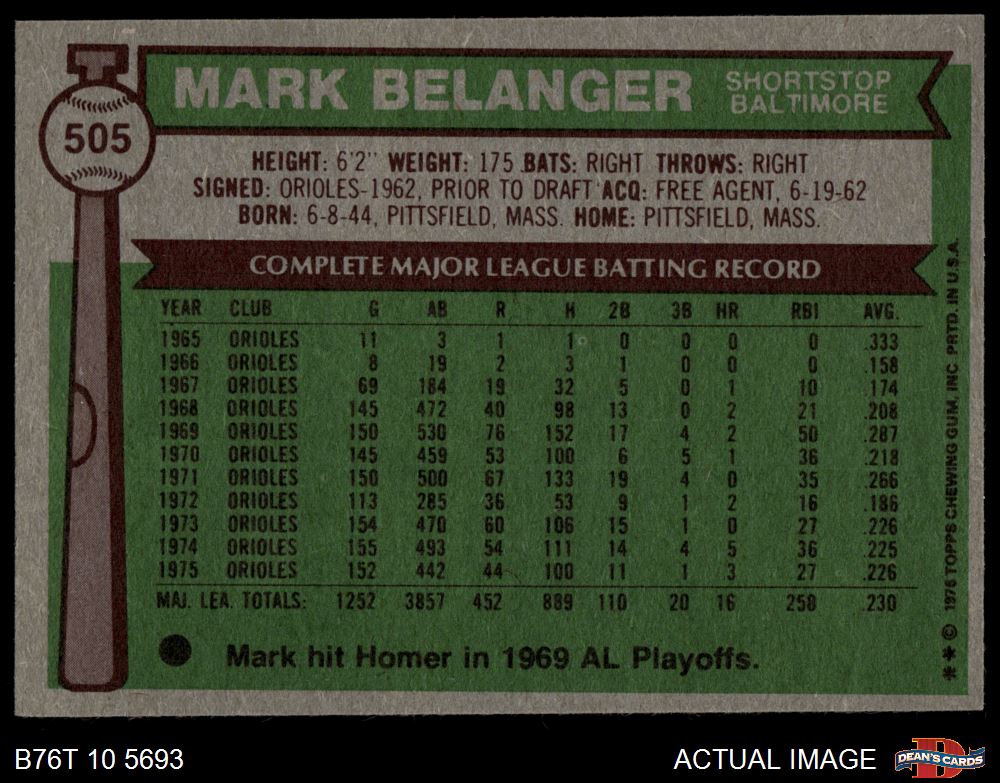 505
MARK BELANGER SHORTSTOP
BALTIMORE
HEIGHT: 6'2" WEIGHT: 175 BATS: RIGHT THROWS: RIGHT
SIGNED: ORIOLES-1962, PRIOR TO DRAFT ACQ: FREE AGENT, 6-19-62
BORN: 6-8-44, PITTSFIELD, MASS. HOME: PITTSFIELD, MASS.
COMPLETE MAJOR LEAGUE BATTING RECORD
YEAR CLUB G AB R H 2B 3B HR RBI AVG.
1965 ORIOLES 11 3 1 1 0 0 0 0 .333
1966 ORIOLES 8 19 2 3 1 0 0 0 .158
1967 ORIOLES 69 184 19 32 5 0 1 10 .174
1968 ORIOLES 145 472 40 98 13 0 2 21 .208
1969 ORIOLES 150 530 76 152 17 4 2 50 .287
1970 ORIOLES 145 459 53 100 6 5 1 36 .218
1971 ORIOLES 150 500 67 133 19 4 0 35 .266
1972 ORIOLES 113 285 36 53 9 1 2 16 .186
1973 ORIOLES 154 470 60 106 15 1 0 27 .226
1974 ORIOLES 155 493 54 111 14 4 5 36 .225
1975 ORIOLES 152 442 44 100 11 1 3 27 .226
MAJ. LEA. TOTALS: 1252 3857 452 889 110 20 16 258 .230
Mark hit Homer in 1969 AL Playoffs.
** © 1976 TOPPS CHEWING GUM, INC PRTD. IN U.S.A.
B76T 10 5693
ACTUAL IMAGE
D
DEAN'S CARDS